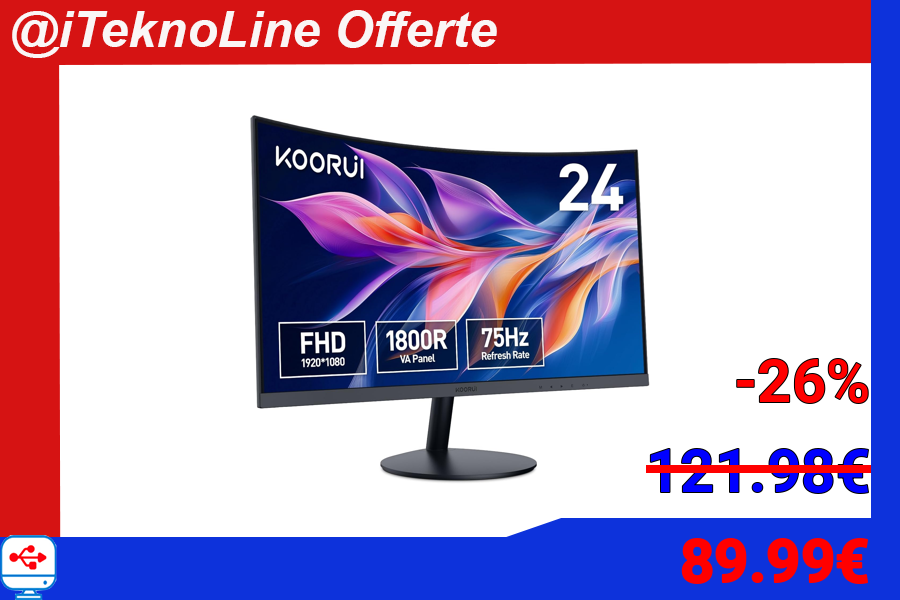 @iTeknoLine Offerte
KOORUI
24
FHD
1920*1080
1800R
VA Panel
75Hz
Refresh Rate
KOORUI
-26%
121.98€
89.99€